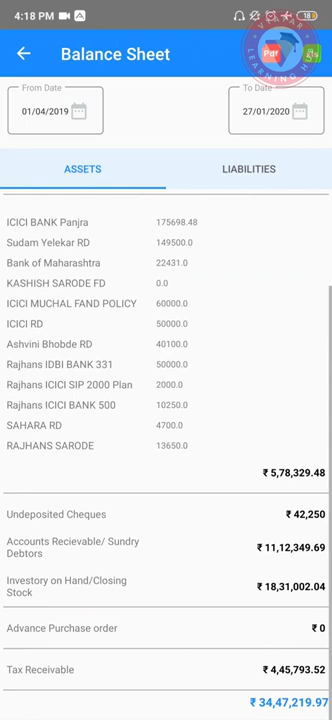 4:18 PM
18
Balance Sheet
Pdf
From Date
To Date
01/04/2019
27/01/2020
ASSETS
LIABILITIES
ICICI BANK Panjra 175698.48
Sudam Yelekar RD 149500.0
Bank of Maharashtra 22431.0
KASHISH SARODE FD 0.0
ICICI MUCHAL FAND POLICY 60000.0
ICICI RD 50000.0
Ashvini Bhobde RD 40100.0
Rajhans IDBI BANK 331 50000.0
Rajhans ICICI SIP 2000 Plan 2000.0
Rajhans ICICI BANK 500 10250.0
SAHARA RD 4700.0
RAJHANS SARODE 13650.0
₹ 5,78,329.48
Undeposited Cheques ₹ 42,250
Accounts Recievable/ Sundry
Debtors ₹ 11,12,349.69
Investory on Hand/Closing
Stock ₹ 18,31,002.04
Advance Purchase order ₹ 0
Tax Receivable ₹ 4,45,793.52
₹ 34,47,219.97